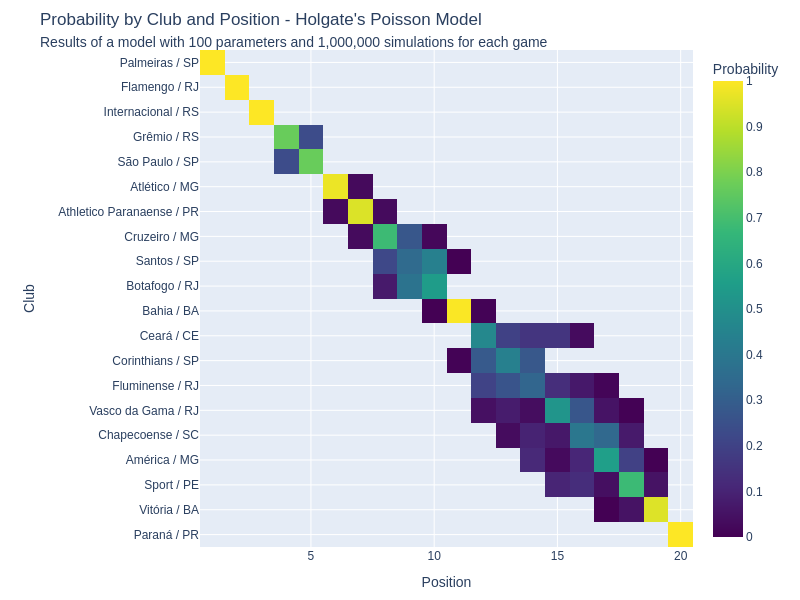 Probability by Club and Position - Holgate's Poisson Model
Results of a model with 100 parameters and 1,000,000 simulations for each game
Probability
Club
Palmeiras / SP
Flamengo / RJ
Internacional / RS
Grêmio / RS
São Paulo / SP
Atlético / MG
Athletico Paranaense / PR
Cruzeiro / MG
Santos / SP
Botafogo / RJ
Bahia / BA
Ceará / CE
Corinthians / SP
Fluminense / RJ
Vasco da Gama / RJ
Chapecoense / SC
América / MG
Sport / PE
Vitória / BA
Paraná / PR
1
0.9
0.8
0.7
0.6
0.5
0.4
0.3
0.2
0.1
0
5 10 15 20
Position